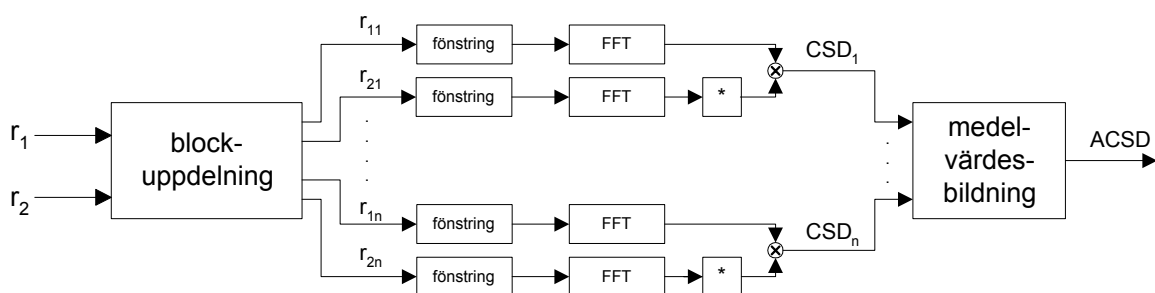 r₁
r₂
block-
uppdelning
r₁₁
fönstring
FFT
r₂₁
fönstring
FFT
*
CSD₁
r₁ₙ
fönstring
FFT
r₂ₙ
fönstring
FFT
*
CSDₙ
medel-
värdes-
bildning
ACSD